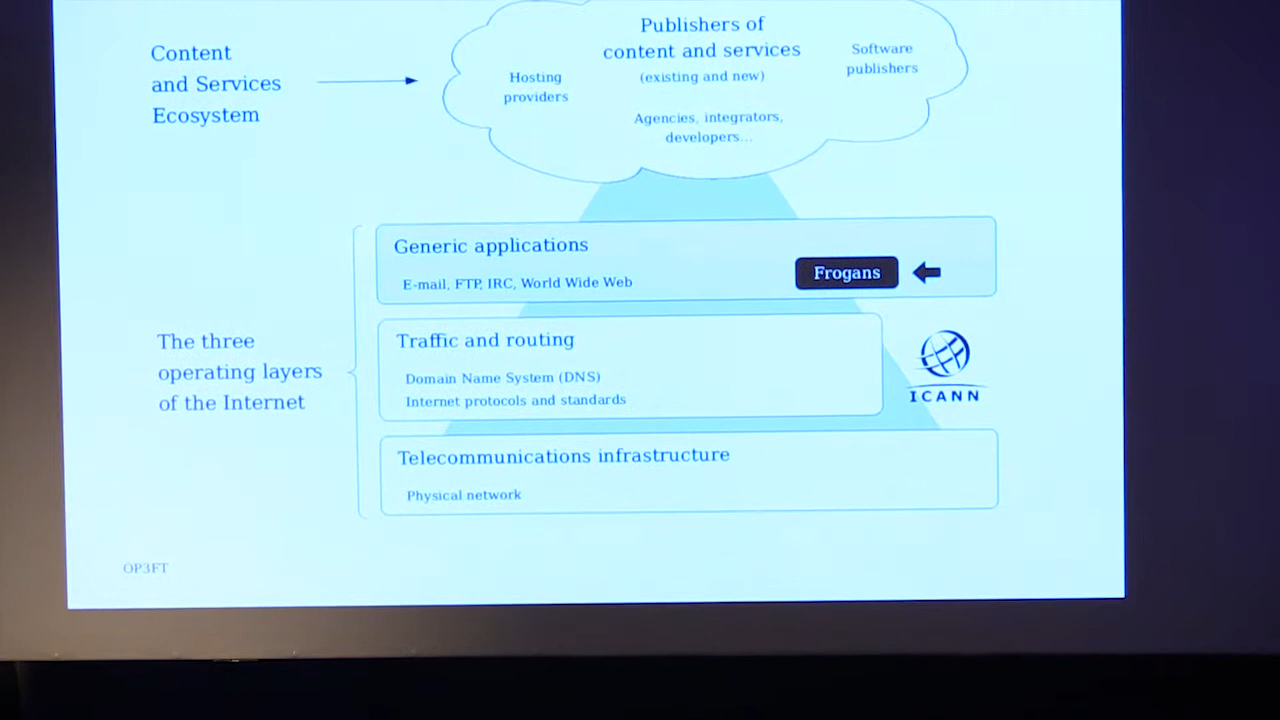 Content
and Services
Ecosystem
Publishers of
content and services
(existing and new)
Hosting
providers
Software
publishers
Agencies, integrators,
developers...
The three
operating layers
of the Internet
Generic applications
E-mail, FTP, IRC, World Wide Web
Frogans
Traffic and routing
Domain Name System (DNS)
Internet protocols and standards
ICANN
Telecommunications infrastructure
Physical network
OP3FT